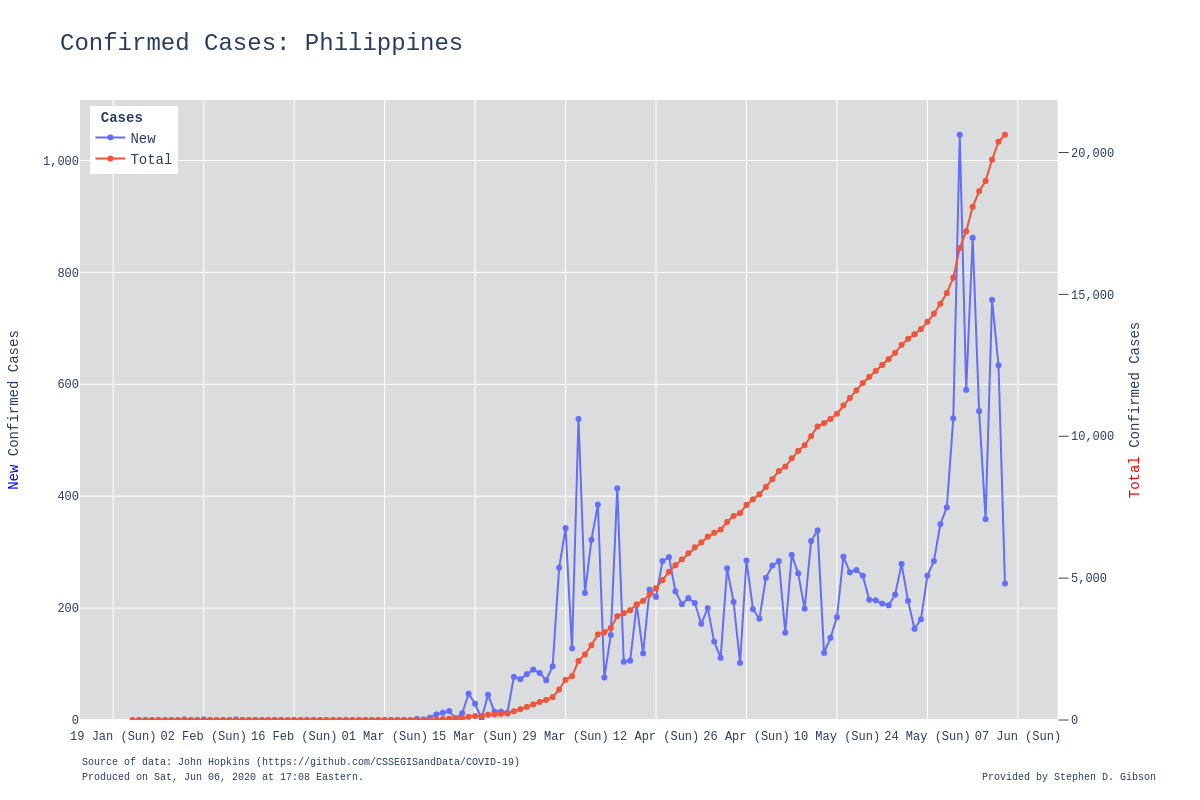 Confirmed Cases: Philippines
Cases
New
Total
1,000
800
600
400
200
0
20,000
15,000
10,000
5,000
0
New Confirmed Cases
Total Confirmed Cases
19 Jan (Sun) 02 Feb (Sun) 16 Feb (Sun) 01 Mar (Sun) 15 Mar (Sun) 29 Mar (Sun) 12 Apr (Sun) 26 Apr (Sun) 10 May (Sun) 24 May (Sun) 07 Jun (Sun)
Source of data: John Hopkins (https://github.com/CSSEGISandData/COVID-19)
Produced on Sat, Jun 06, 2020 at 17:08 Eastern.
Provided by Stephen D. Gibson